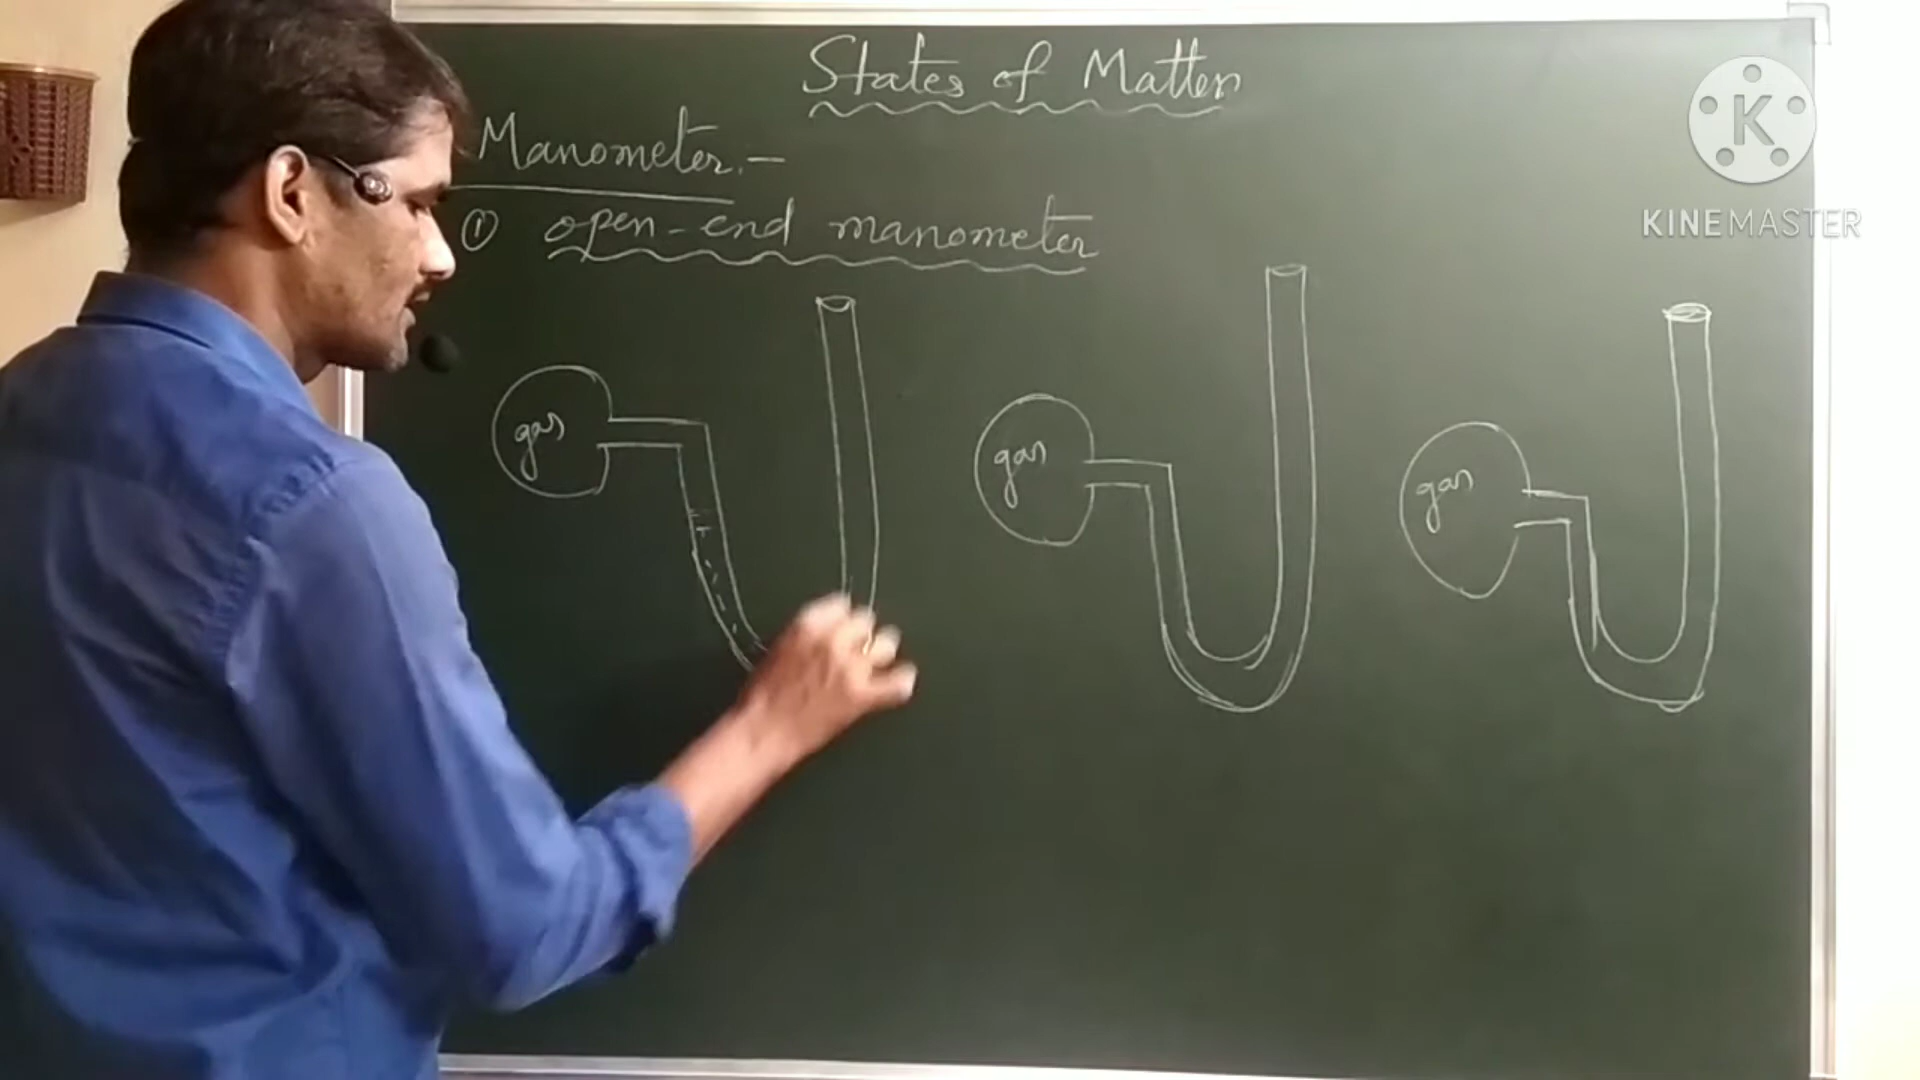 States of Matter
Manometer:-
① open-end manometer
gas
gas
gas
K
KINEMASTER